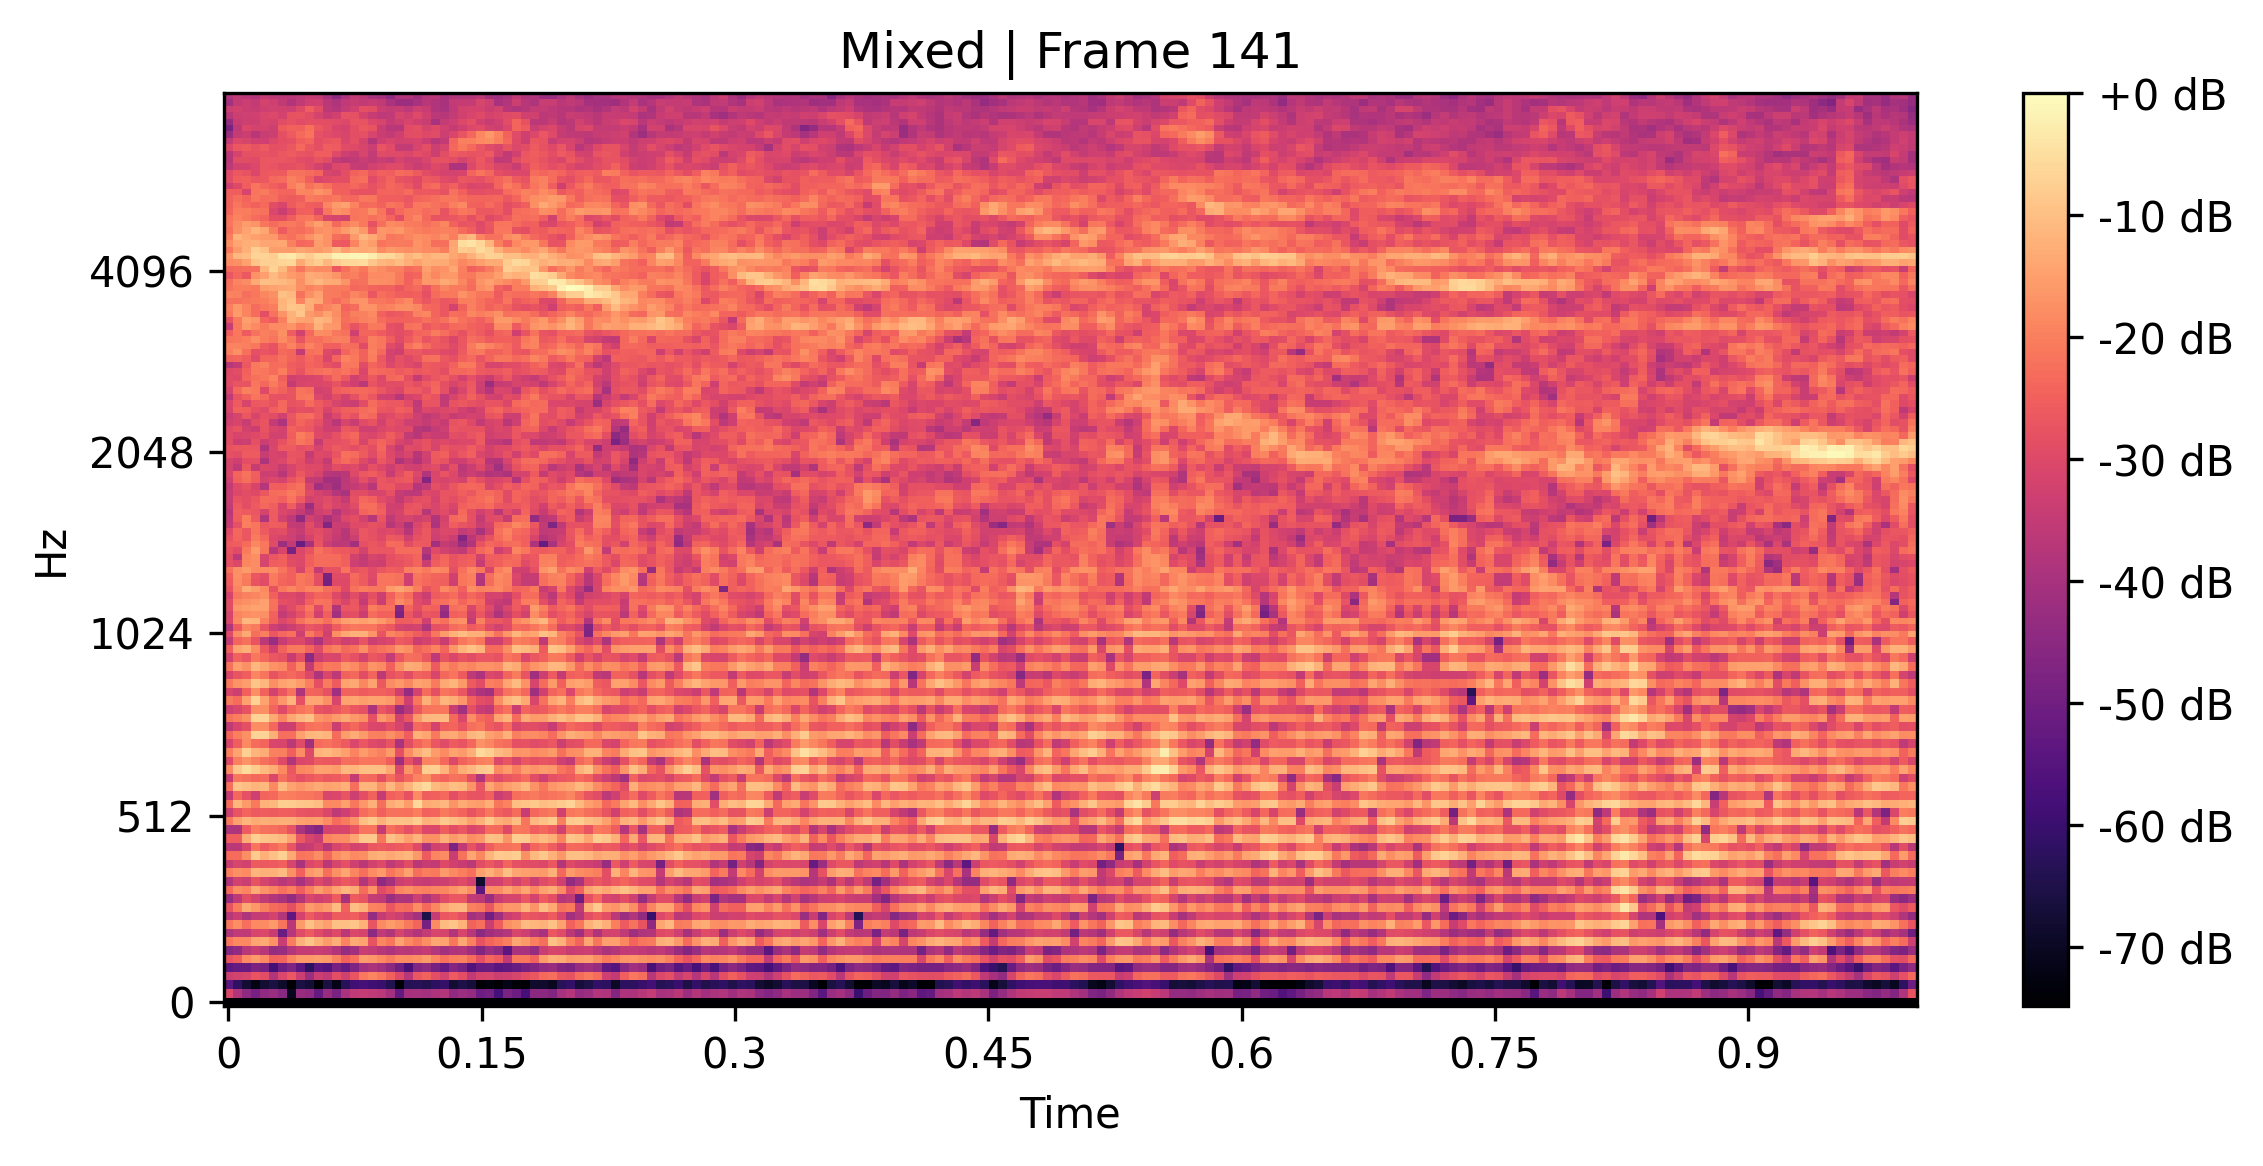 Mixed | Frame 141
+0 dB
-10 dB
-20 dB
-30 dB
-40 dB
-50 dB
-60 dB
-70 dB
Hz
4096
2048
1024
512
0
0 0.15 0.3 0.45 0.6 0.75 0.9
Time